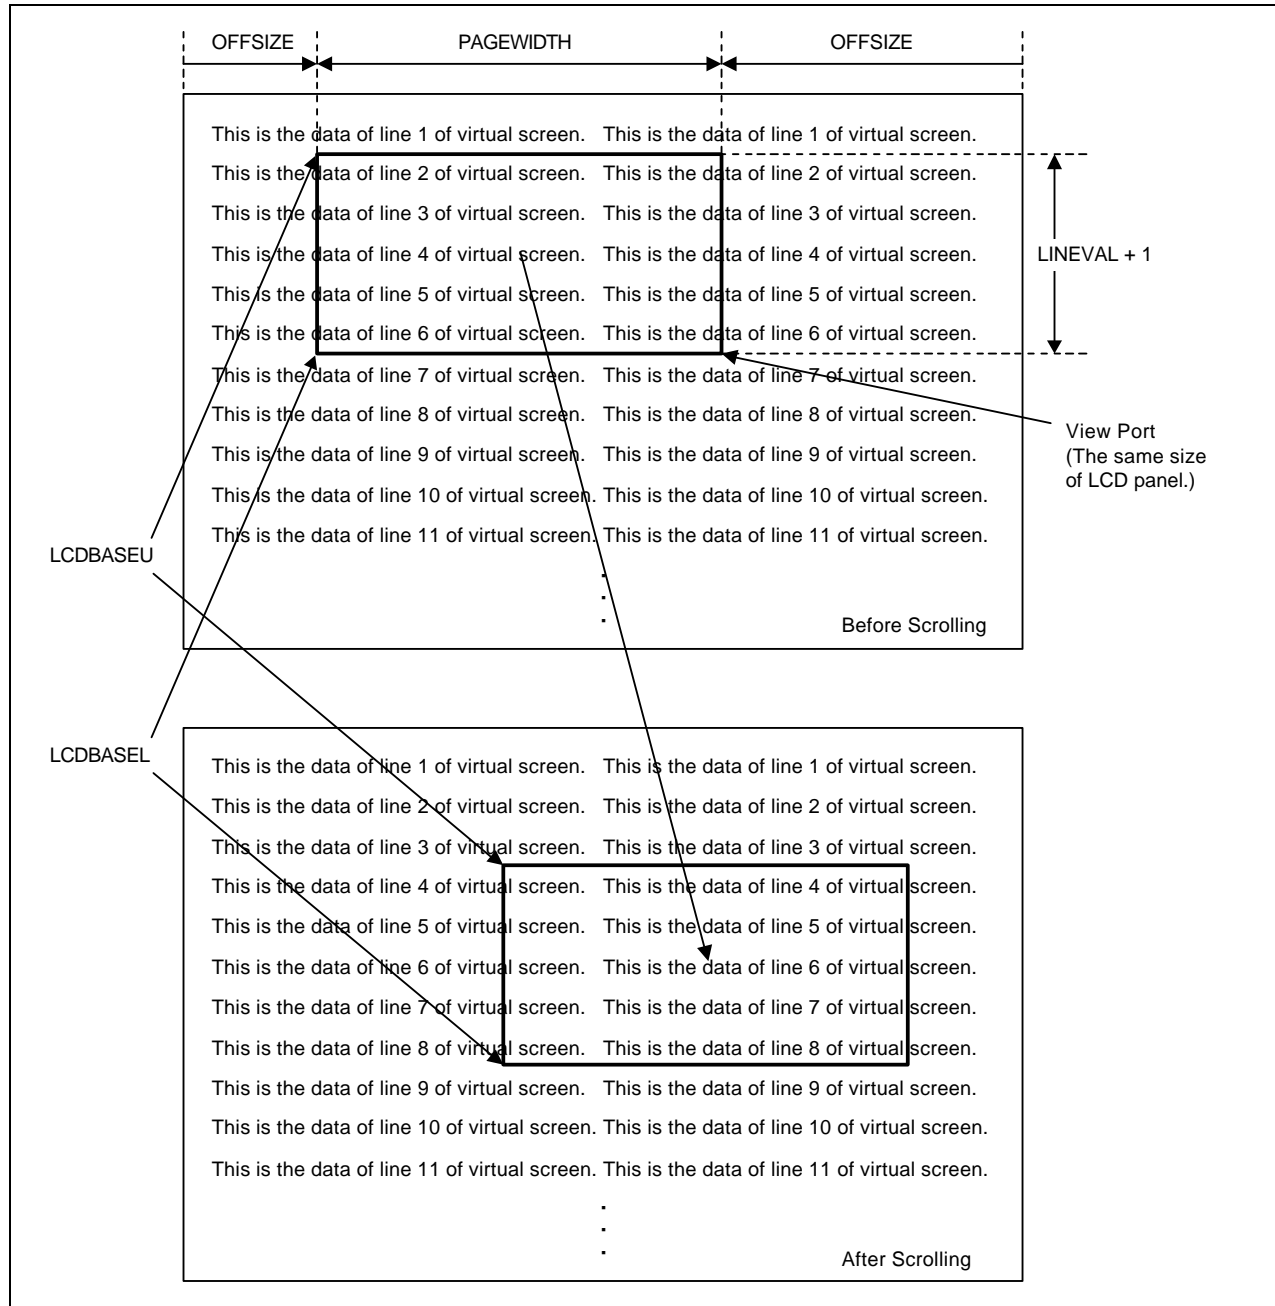 OFFSIZE PAGEWIDTH OFFSIZE
This is the data of line 1 of virtual screen. This is the data of line 1 of virtual screen.
This is the data of line 2 of virtual screen. This is the data of line 2 of virtual screen.
This is the data of line 3 of virtual screen. This is the data of line 3 of virtual screen.
This is the data of line 4 of virtual screen. This is the data of line 4 of virtual screen.
LINEVAL + 1
This is the data of line 5 of virtual screen. This is the data of line 5 of virtual screen.
This is the data of line 6 of virtual screen. This is the data of line 6 of virtual screen.
This is the data of line 7 of virtual screen. This is the data of line 7 of virtual screen.
This is the data of line 8 of virtual screen. This is the data of line 8 of virtual screen.
View Port
(The same size
of LCD panel.)
This is the data of line 9 of virtual screen. This is the data of line 9 of virtual screen.
This is the data of line 10 of virtual screen. This is the data of line 10 of virtual screen.
This is the data of line 11 of virtual screen. This is the data of line 11 of virtual screen.
LCDBASEU
Before Scrolling
LCDBASEL
This is the data of line 1 of virtual screen. This is the data of line 1 of virtual screen.
This is the data of line 2 of virtual screen. This is the data of line 2 of virtual screen.
This is the data of line 3 of virtual screen. This is the data of line 3 of virtual screen.
This is the data of line 4 of virtual screen. This is the data of line 4 of virtual screen.
This is the data of line 5 of virtual screen. This is the data of line 5 of virtual screen.
This is the data of line 6 of virtual screen. This is the data of line 6 of virtual screen.
This is the data of line 7 of virtual screen. This is the data of line 7 of virtual screen.
This is the data of line 8 of virtual screen. This is the data of line 8 of virtual screen.
This is the data of line 9 of virtual screen. This is the data of line 9 of virtual screen.
This is the data of line 10 of virtual screen. This is the data of line 10 of virtual screen.
This is the data of line 11 of virtual screen. This is the data of line 11 of virtual screen.
After Scrolling